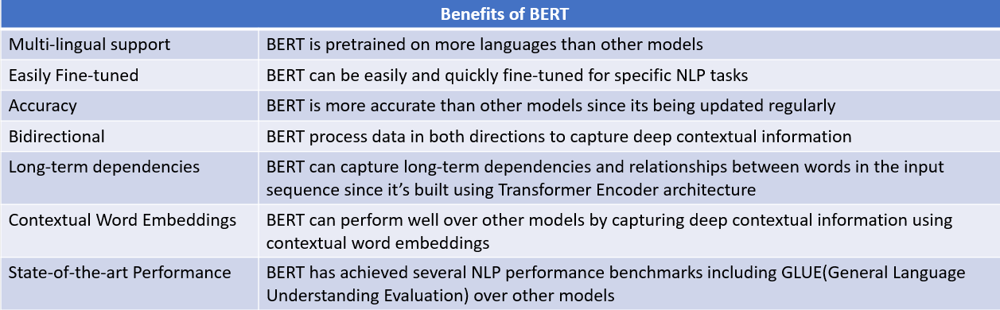 Benefits of BERT
Multi-lingual support
BERT is pretrained on more languages than other models
Easily Fine-tuned
BERT can be easily and quickly fine-tuned for specific NLP tasks
Accuracy
BERT is more accurate than other models since its being updated regularly
Bidirectional
BERT process data in both directions to capture deep contextual information
Long-term dependencies
BERT can capture long-term dependencies and relationships between words in the input
sequence since it’s built using Transformer Encoder architecture
Contextual Word Embeddings
BERT can perform well over other models by capturing deep contextual information using
contextual word embeddings
State-of-the-art Performance
BERT has achieved several NLP performance benchmarks including GLUE(General Language
Understanding Evaluation) over other models